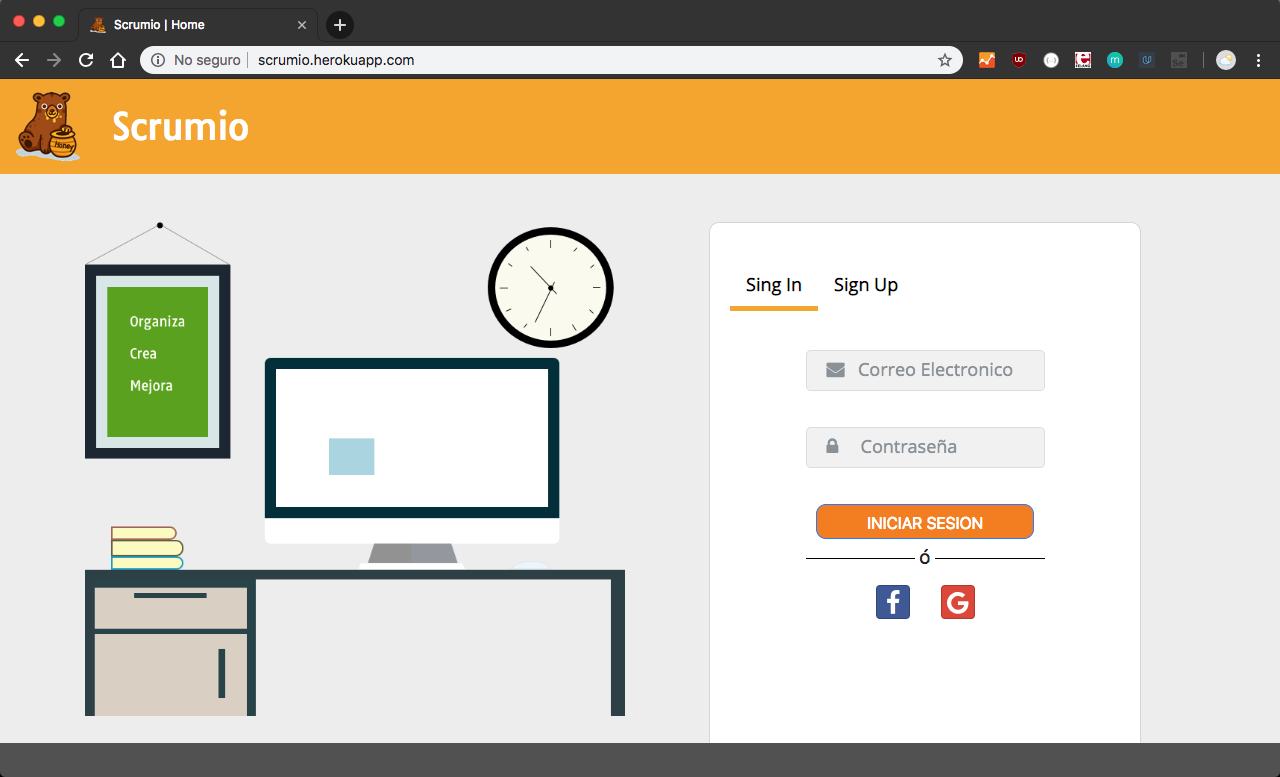 Scrumio | Home
No seguro
scrumio.herokuapp.com
Honey
Scrumio
Organiza
Crea
Mejora
Sing In
Sign Up
Correo Electronico
Contraseña
INICIAR SESION
ó